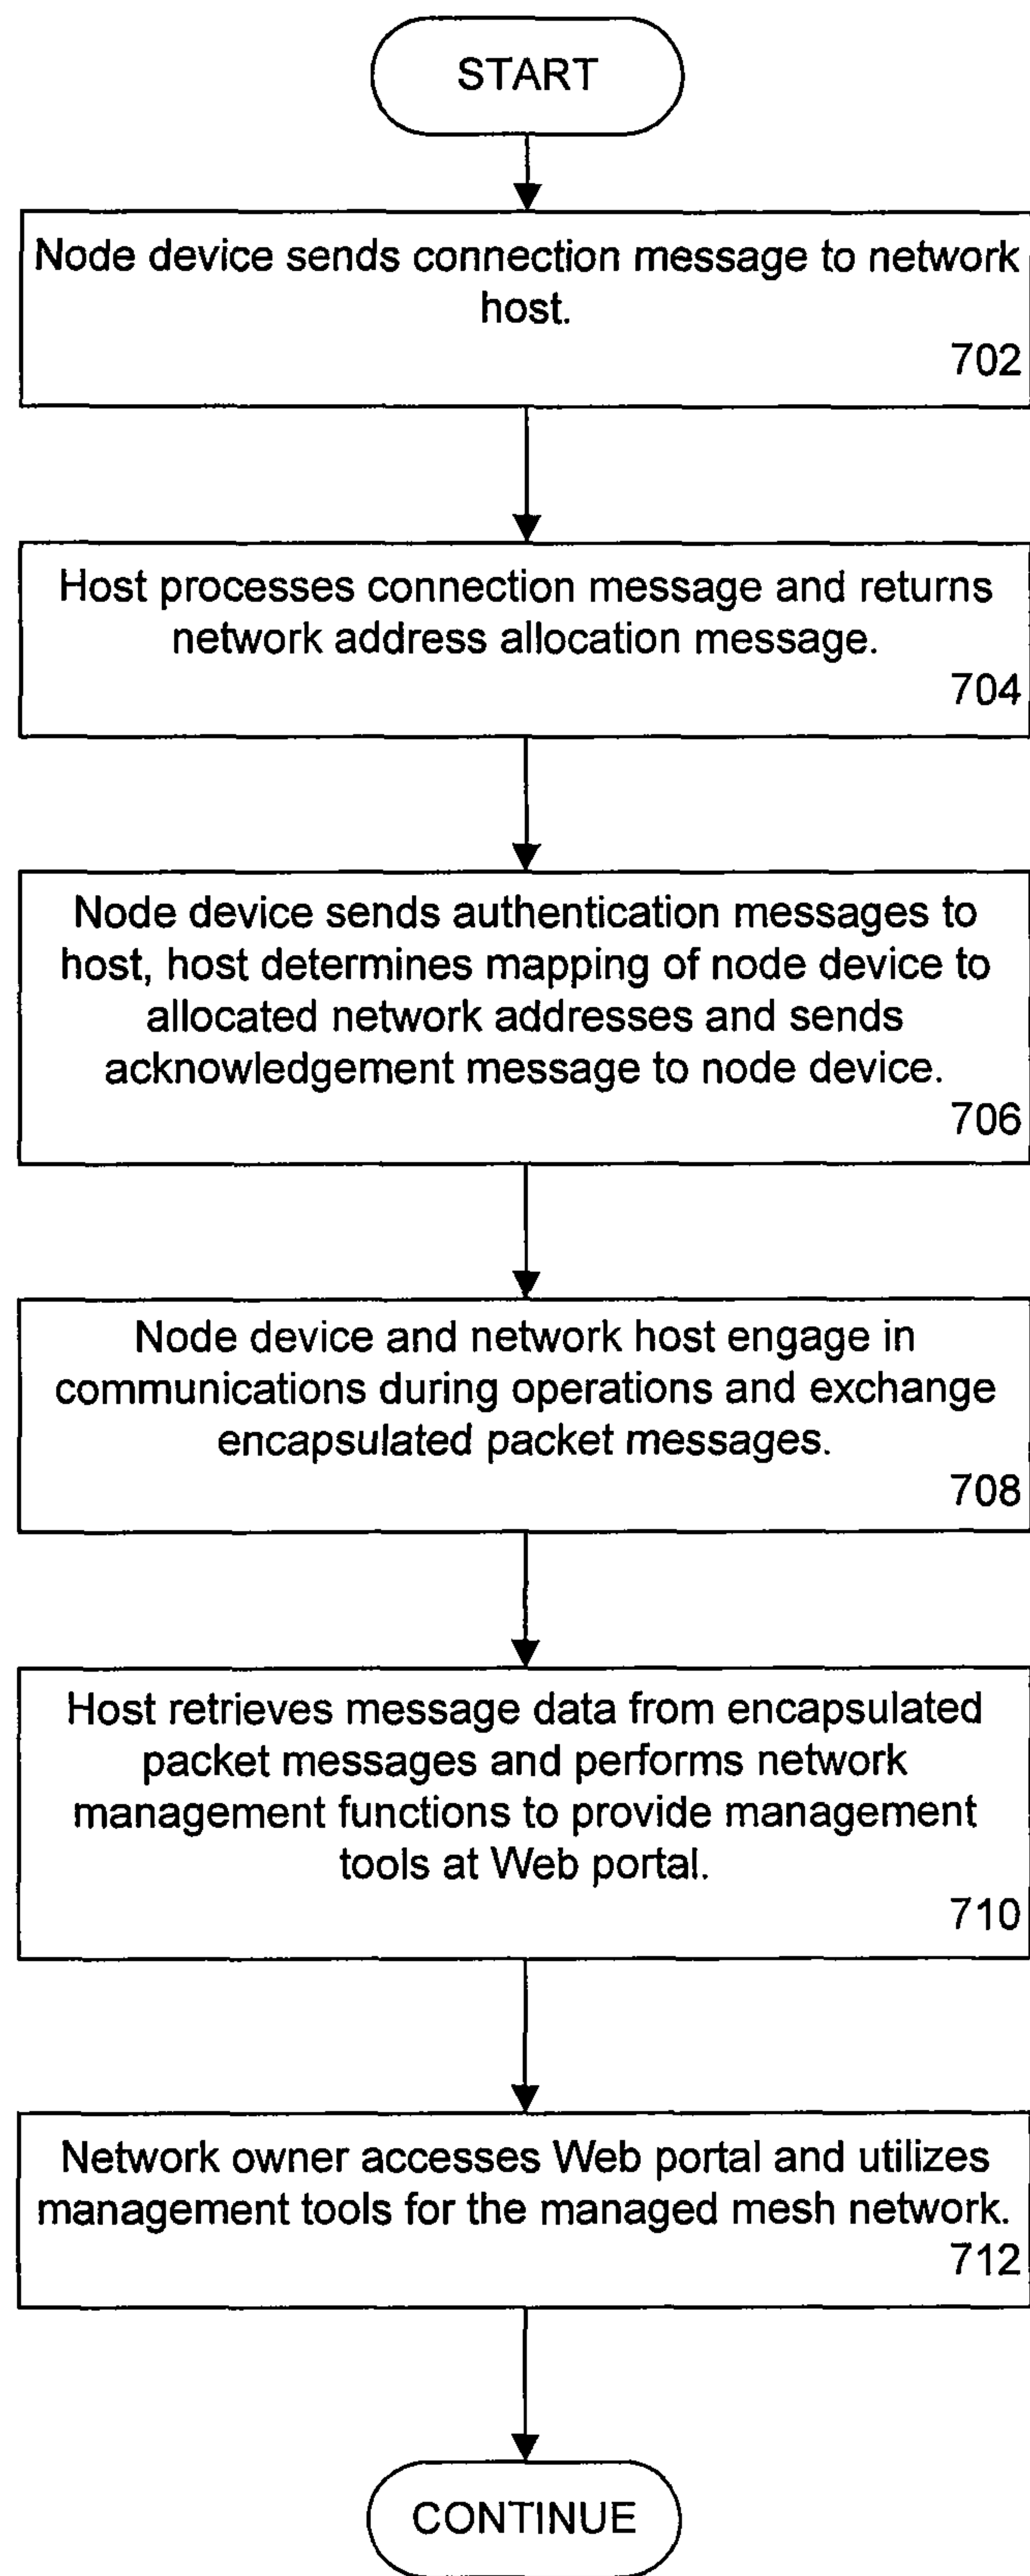 START
Node device sends connection message to network
host.
702
Host processes connection message and returns
network address allocation message.
704
Node device sends authentication messages to
host, host determines mapping of node device to
allocated network addresses and sends
acknowledgement message to node device.
706
Node device and network host engage in
communications during operations and exchange
encapsulated packet messages.
708
Host retrieves message data from encapsulated
packet messages and performs network
management functions to provide management
tools at Web portal.
710
Network owner accesses Web portal and utilizes
management tools for the managed mesh network.
712
CONTINUE